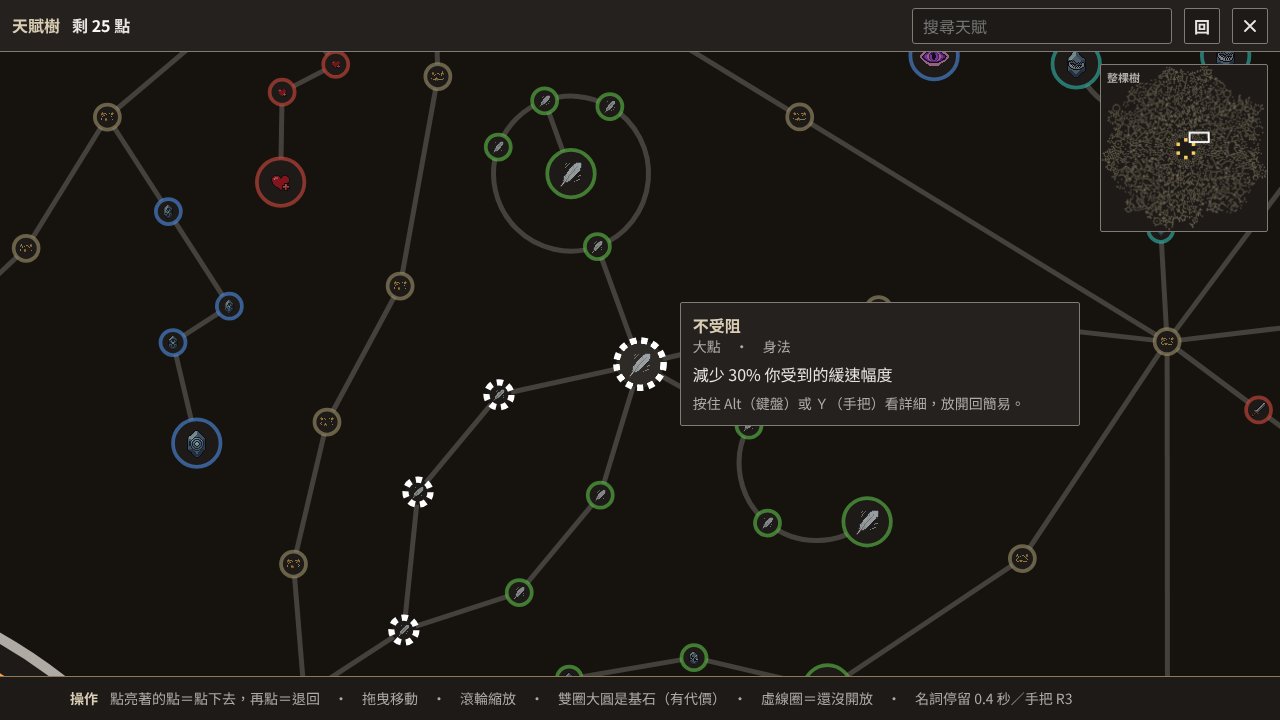 天賦樹 剩 25 點
搜尋天賦
回
整棵樹
不受阻
大點 · 身法
減少 30% 你受到的緩速幅度
按住 Alt（鍵盤）或 Y（手把）看詳細，放開回簡易。
操作 點亮著的點＝點下去，再點＝退回 · 拖曳移動 · 滾輪縮放 · 雙圈大圓是基石（有代價） · 虛線圈＝還沒開放 · 名詞停留 0.4 秒／手把 R3